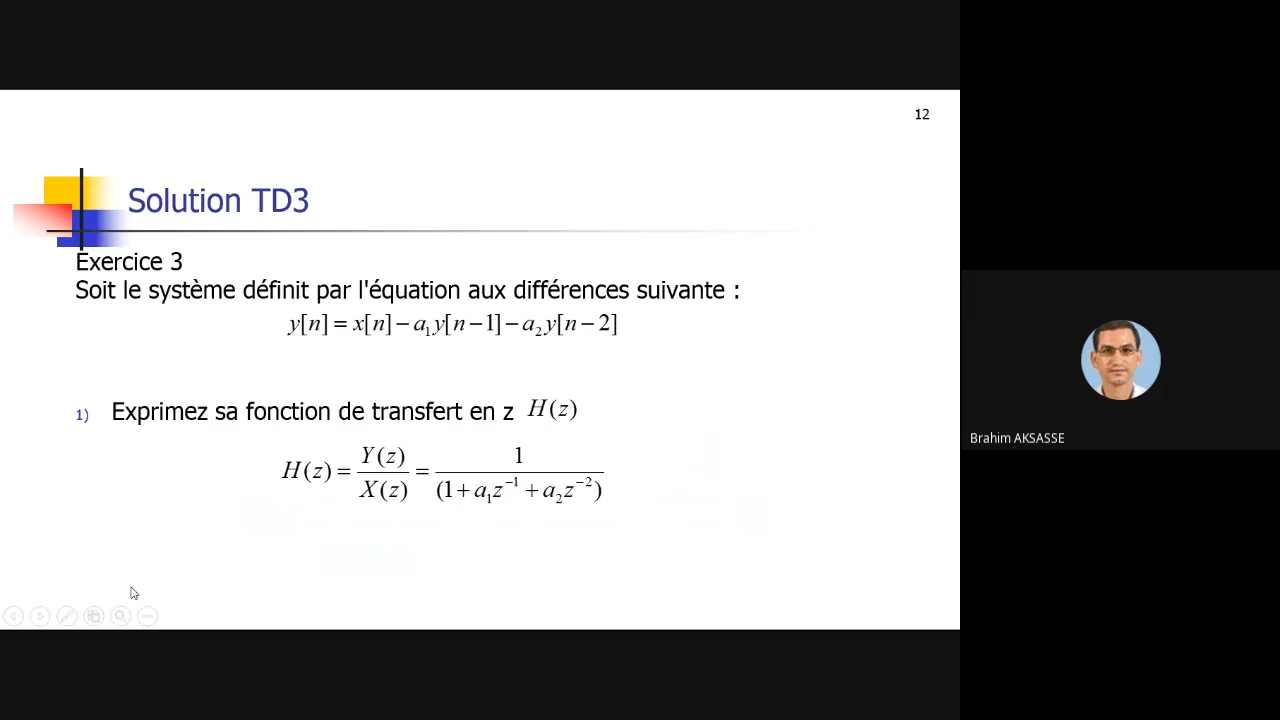 12
Solution TD3
Exercice 3
Soit le système définit par l'équation aux différences suivante :
y[n] = x[n] − a₁y[n − 1] − a₂y[n − 2]
1) Exprimez sa fonction de transfert en z H(z)
H(z) = Y(z)/X(z) = 1/(1 + a₁z⁻¹ + a₂z⁻²)
Brahim AKSASSE